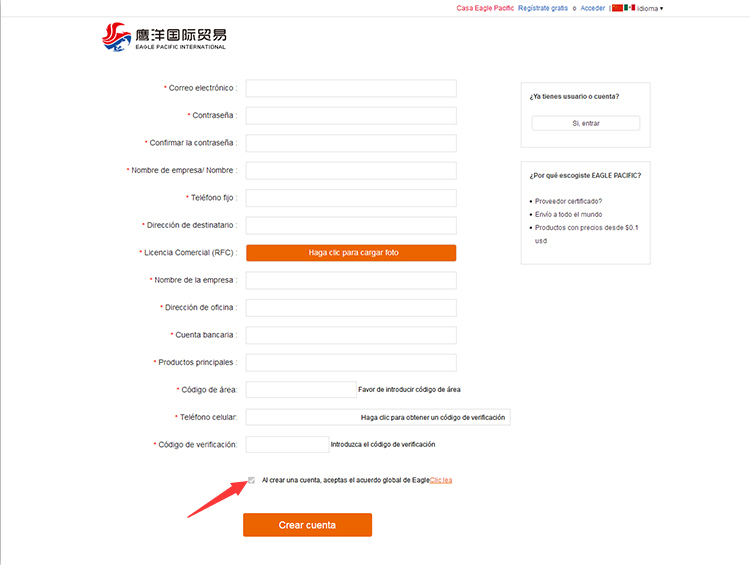 Casa Eagle Pacific Regístrate gratis o Acceder | idioma ▾
鹰洋国际贸易
EAGLE PACIFIC INTERNATIONAL
* Correo electrónico :
* Contraseña :
* Confirmar la contraseña :
* Nombre de empresa/ Nombre :
* Teléfono fijo :
* Dirección de destinatario :
* Licencia Comercial (RFC) : Haga clic para cargar foto
* Nombre de la empresa :
* Dirección de oficina :
* Cuenta bancaria :
* Productos principales :
* Código de área: Favor de introducir código de área
* Teléfono celular: Haga clic para obtener un código de verificación
* Código de verificación: Introduzca el código de verificación
Al crear una cuenta, aceptas el acuerdo global de EagleClic lea
Crear cuenta
¿Ya tienes usuario o cuenta?
Si, entrar
¿Por qué escogiste EAGLE PACIFIC?
• Proveedor certificado?
• Envío a todo el mundo
• Productos con precios desde $0.1
usd